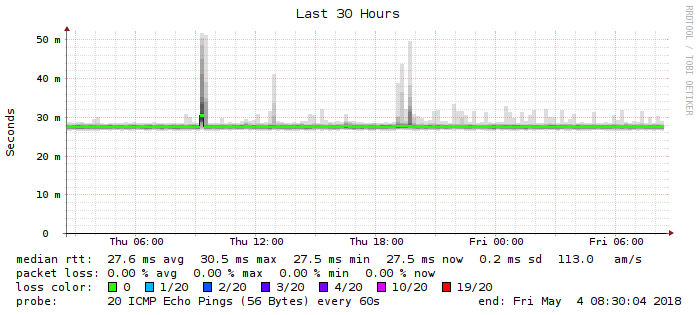 Last 30 Hours
RRDTOOL / TOBI OETIKER
Seconds
50 m
40 m
30 m
20 m
10 m
0
Thu 06:00 Thu 12:00 Thu 18:00 Fri 00:00 Fri 06:00
median rtt: 27.6 ms avg 30.5 ms max 27.5 ms min 27.5 ms now 0.2 ms sd 113.0 am/s
packet loss: 0.00 % avg 0.00 % max 0.00 % min 0.00 % now
loss color: 0 1/20 2/20 3/20 4/20 10/20 19/20
probe: 20 ICMP Echo Pings (56 Bytes) every 60s end: Fri May 4 08:30:04 2018